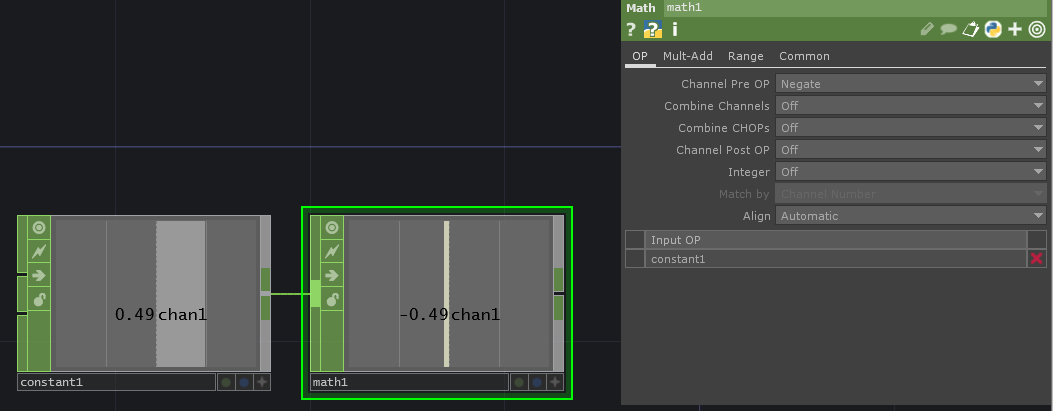 Math math1
? ? i
OP Mult-Add Range Common
Channel Pre OP Negate
Combine Channels Off
Combine CHOPs Off
Channel Post OP Off
Integer Off
Match by Channel Number
Align Automatic
Input OP
constant1
0.49 chan1
-0.49 chan1
constant1
math1